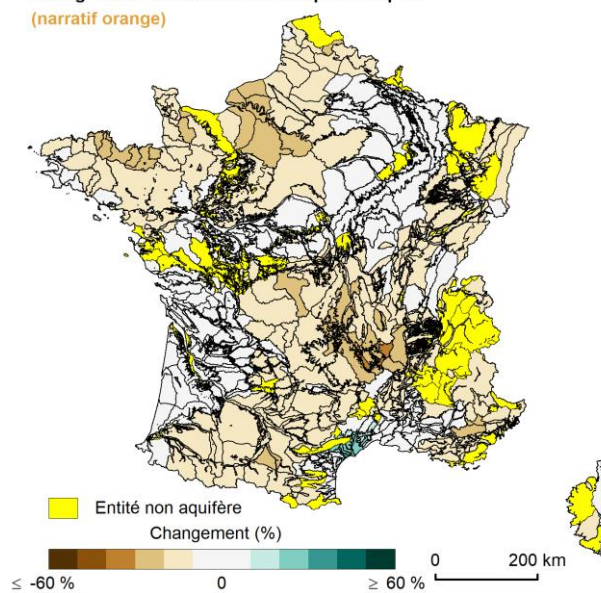 (narratif orange)
Entité non aquifère
Changement (%)
≤ -60 % 0 ≥ 60 %
0 200 km